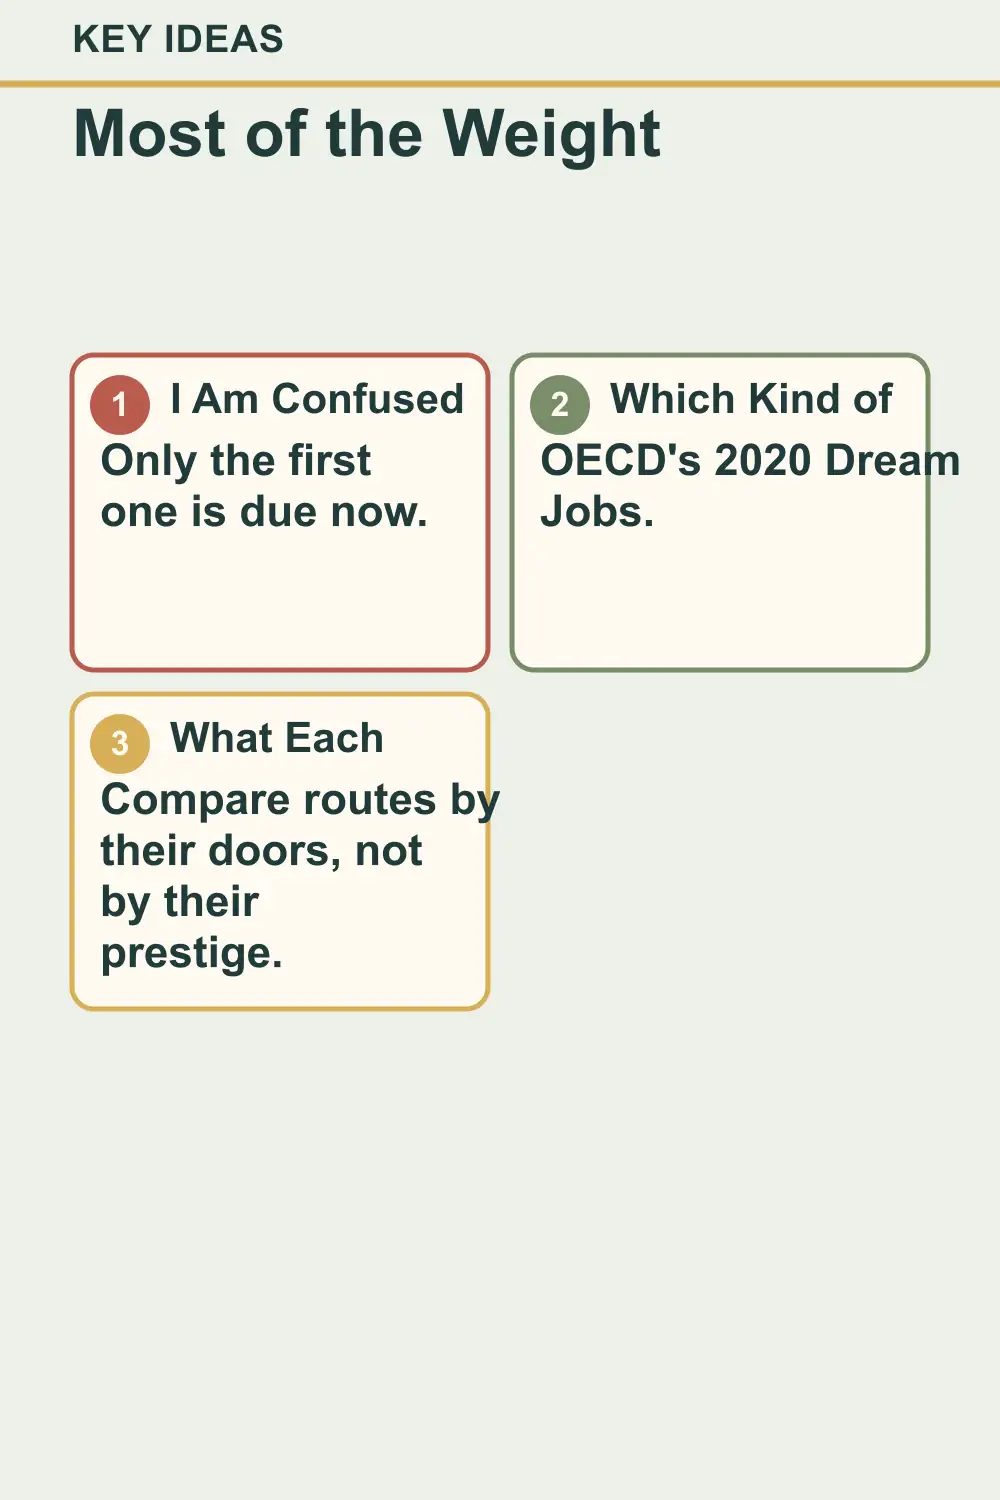 KEY IDEAS
Most of the Weight
1 I Am Confused
Only the first
one is due now.
2 Which Kind of
OECD's 2020 Dream
Jobs.
3 What Each
Compare routes by
their doors, not
by their
prestige.